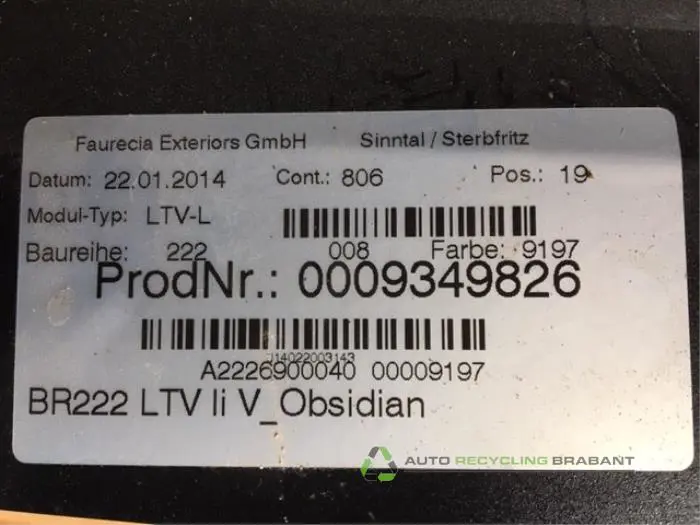 Faurecia Exteriors GmbH Sinntal / Sterbfritz
Datum: 22.01.2014 Cont.: 806 Pos.: 19
Modul-Typ: LTV-L
Baureihe: 222 008 Farbe: 9197
ProdNr.: 0009349826
J14022003143
A2226900040 00009197
BR222 LTV li V_Obsidian
AUTO RECYCLING BRABANT